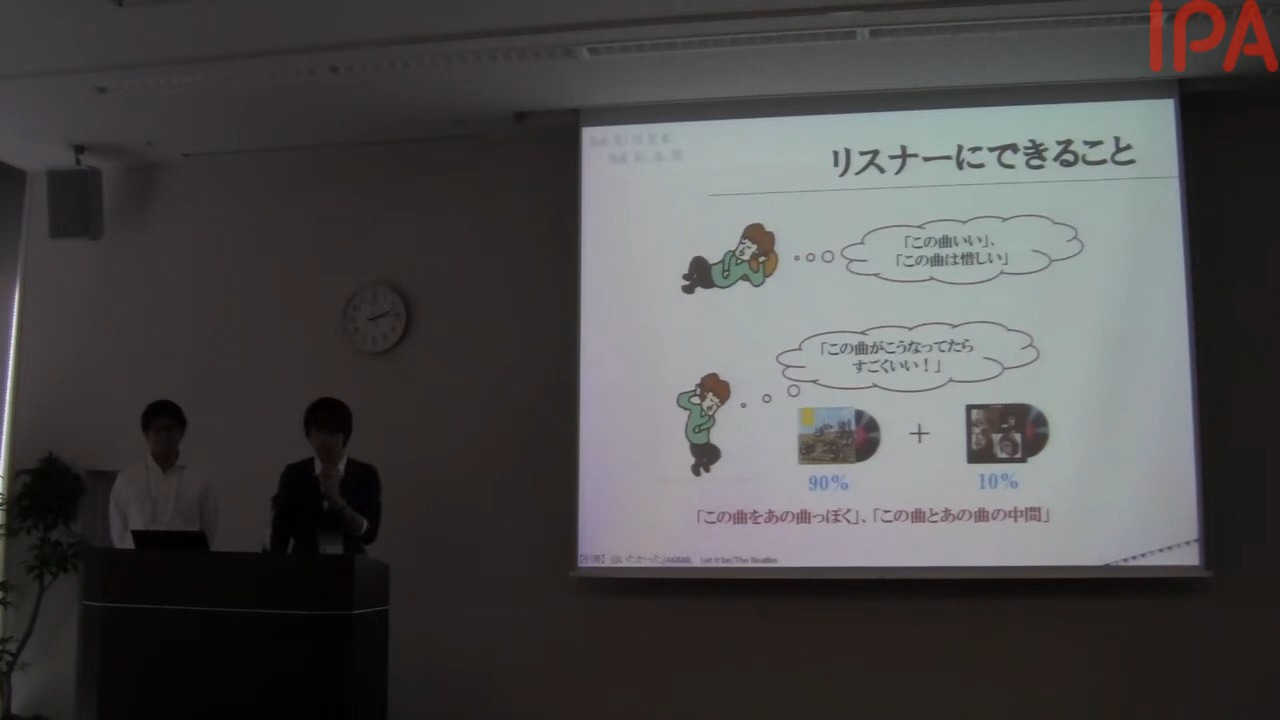 IPA
リスナーにできること
「この曲いい」、
「この曲は惜しい」
「この曲がこうなってたら
すごくいい！」
+
90%
10%
「この曲をあの曲っぽく」、「この曲とあの曲の中間」
Let it be/The Beatles